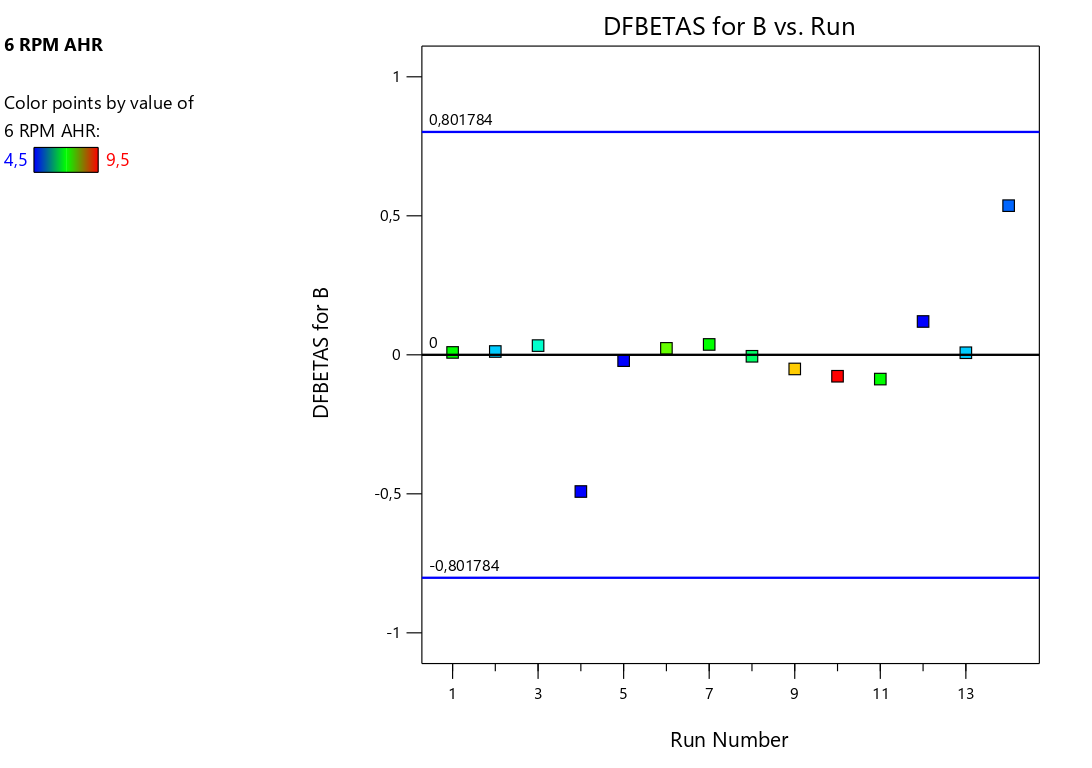 6 RPM AHR
Color points by value of
6 RPM AHR:
4,5 9,5
DFBETAS for B vs. Run
DFBETAS for B
1
0,5
0
-0,5
-1
0,801784
0
-0,801784
1 3 5 7 9 11 13
Run Number